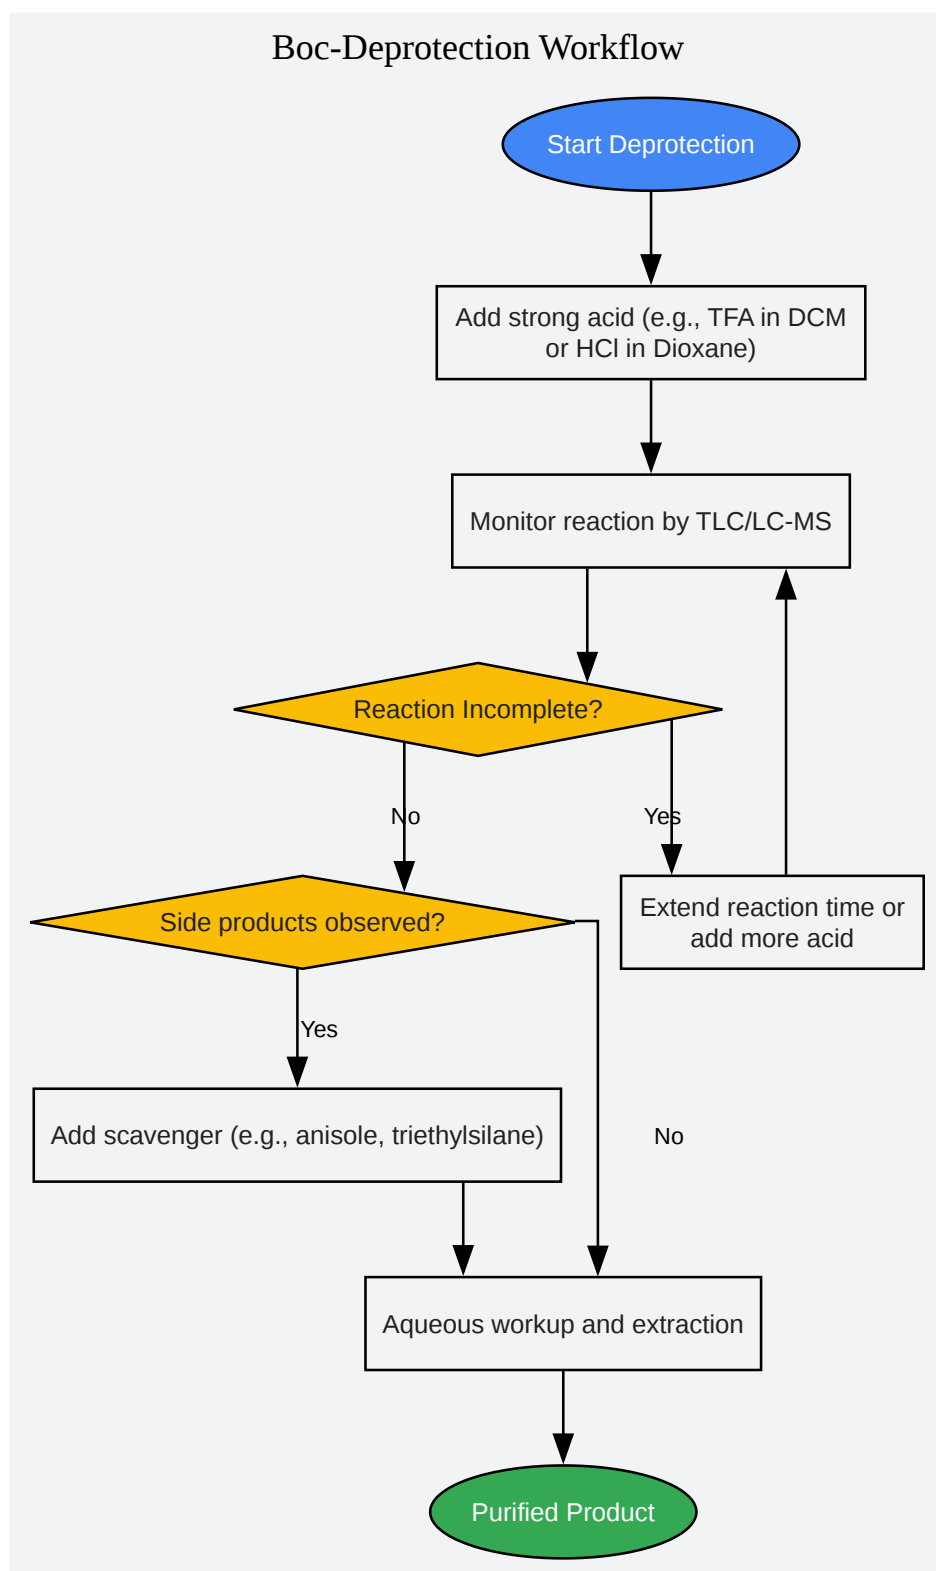 Boc-Deprotection Workflow
Start Deprotection
Add strong acid (e.g., TFA in DCM
or HCl in Dioxane)
Monitor reaction by TLC/LC-MS
Reaction Incomplete?
No
Yes
Side products observed?
Extend reaction time or
add more acid
Yes
Add scavenger (e.g., anisole, triethylsilane)
No
Aqueous workup and extraction
Purified Product